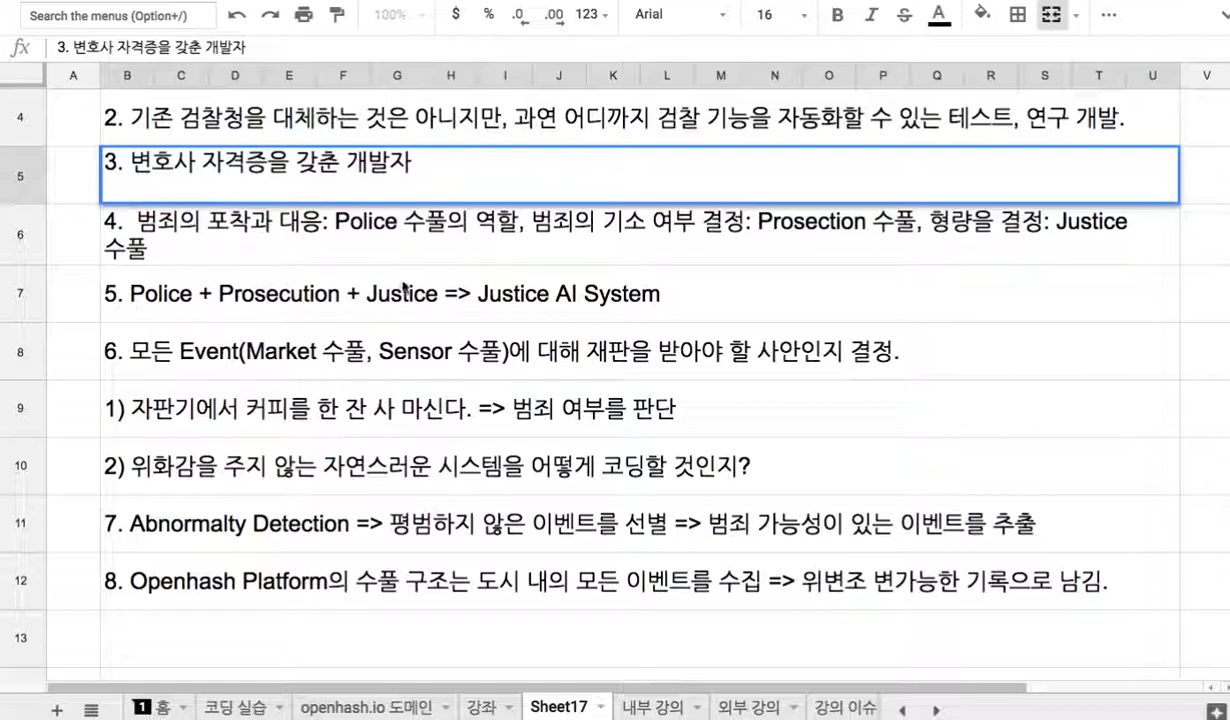 Search the menus (Option+/)
100%
$ % .0 .00 123
Arial
16
B I S A
fx
3. 변호사 자격증을 갖춘 개발자
A B C D E F G H I J K L M N O P Q R S T U V
4
2. 기존 검찰청을 대체하는 것은 아니지만, 과연 어디까지 검찰 기능을 자동화할 수 있는 테스트, 연구 개발.
5
3. 변호사 자격증을 갖춘 개발자
6
4. 범죄의 포착과 대응: Police 수풀의 역할, 범죄의 기소 여부 결정: Prosection 수풀, 형량을 결정: Justice
수풀
7
5. Police + Prosecution + Justice => Justice AI System
8
6. 모든 Event(Market 수풀, Sensor 수풀)에 대해 재판을 받아야 할 사안인지 결정.
9
1) 자판기에서 커피를 한 잔 사 마신다. => 범죄 여부를 판단
10
2) 위화감을 주지 않는 자연스러운 시스템을 어떻게 코딩할 것인지?
11
7. Abnormalty Detection => 평범하지 않은 이벤트를 선별 => 범죄 가능성이 있는 이벤트를 추출
12
8. Openhash Platform의 수풀 구조는 도시 내의 모든 이벤트를 수집 => 위변조 변가능한 기록으로 남김.
13
1 홈 코딩 실습 openhash.io 도메인 강좌 Sheet17 내부 강의 외부 강의 강의 이슈